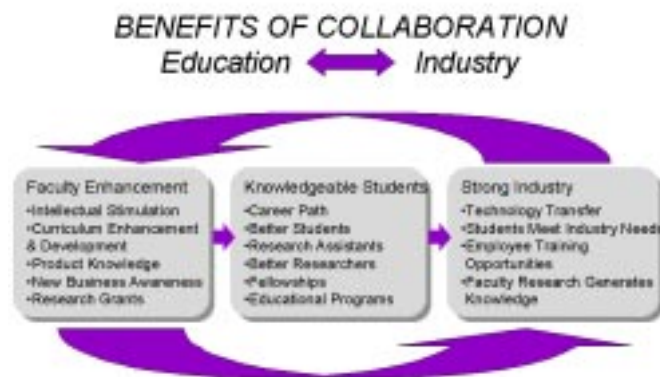 BENEFITS OF COLLABORATION
Education Industry
Faculty Enhancement
•Intellectual Stimulation
•Curriculum Enhancement
& Development
•Product Knowledge
•New Business Awareness
•Research Grants
Knowledgeable Students
•Career Path
•Better Students
•Research Assistants
•Better Researchers
•Fellowships
•Educational Programs
Strong Industry
•Technology Transfer
•Students Meet Industry Needs
•Employee Training
Opportunities
•Faculty Research Generates
Knowledge